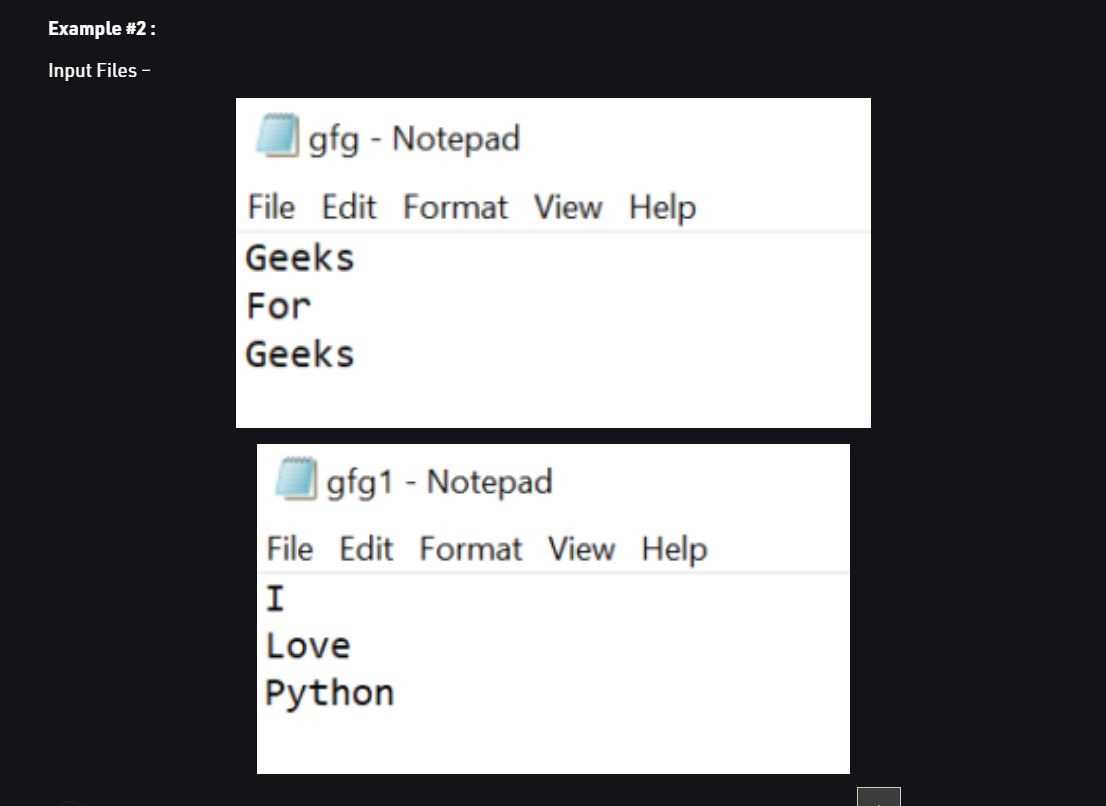 Example #2 :
Input Files –
gfg - Notepad
File Edit Format View Help
Geeks
For
Geeks
gfg1 - Notepad
File Edit Format View Help
I
Love
Python